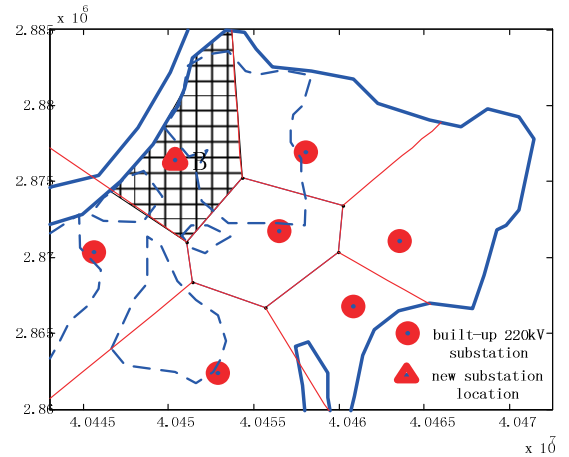 x 10 6
2.885
2.88
2.875
2.87
2.865
2.86
B
built-up 220kV
substation
new substation
location
4.0445 4.045 4.0455 4.046 4.0465 4.047
x 10 7